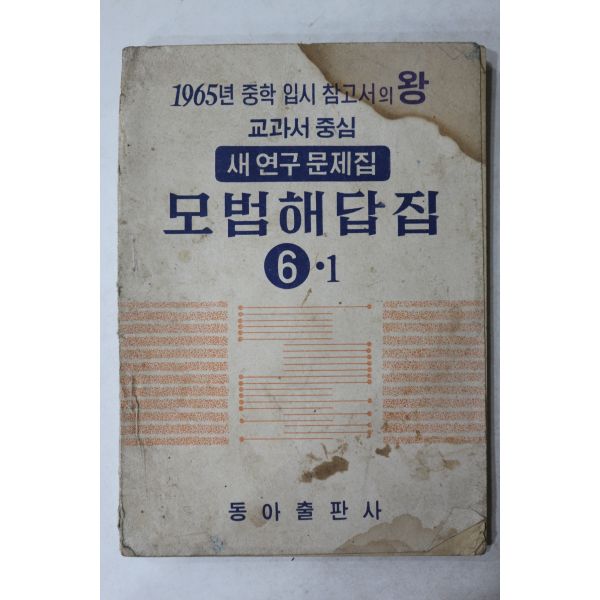 1965년 중학 입시 참고서의 왕
교과서 중심
새 연구 문제집
모범해답집
6·1
동아출판사